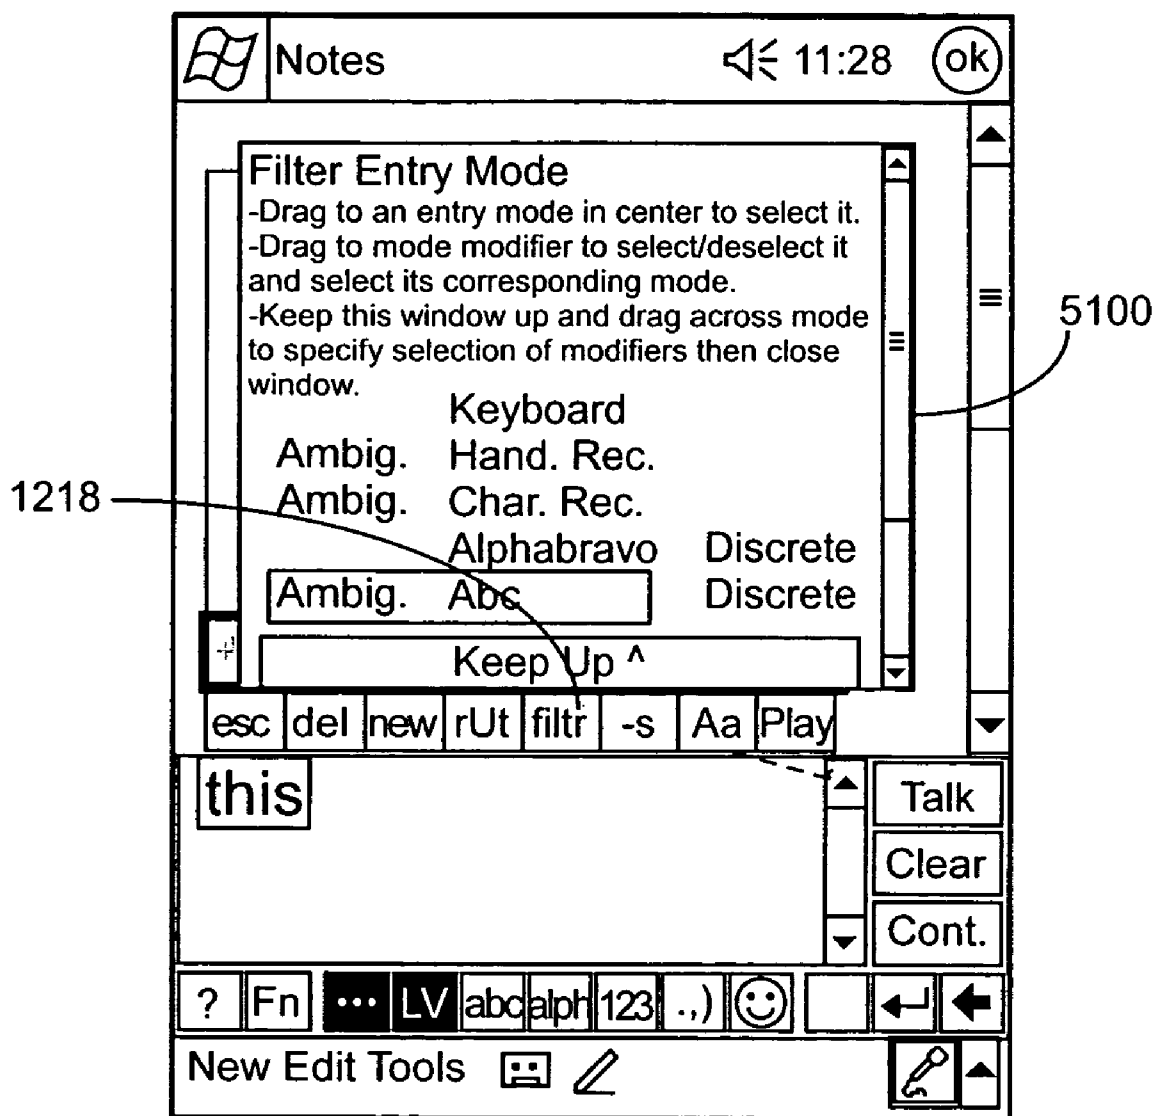 Notes 11:28 ok
Filter Entry Mode
-Drag to an entry mode in center to select it.
-Drag to mode modifier to select/deselect it
and select its corresponding mode.
-Keep this window up and drag across mode
to specify selection of modifiers then close
window.
5100
Keyboard
Ambig. Hand. Rec.
1218
Ambig. Char. Rec.
Alphabravo Discrete
Ambig. Abc Discrete
Keep Up ^
esc del new rUt filtr -s Aa Play
this
Talk
Clear
Cont.
? Fn ... LV abc alph 123 .,)
New Edit Tools